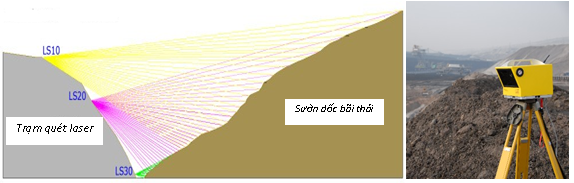 LS10
LS20
Trạm quét laser
Sườn dốc bãi thải
LS30